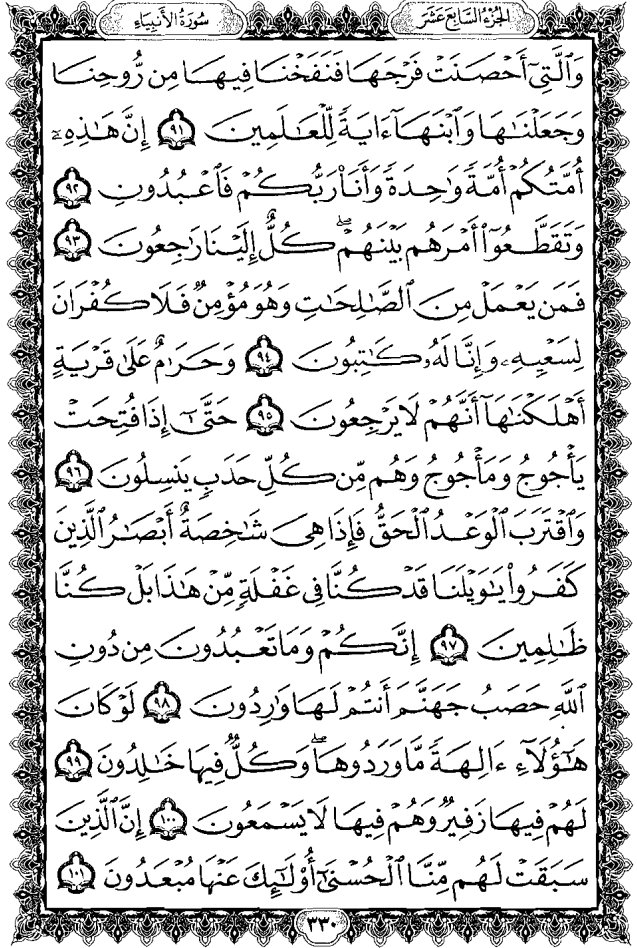 الجزء السابع عشر
سورة الأنبياء
وَٱلَّتِىٓ أَحۡصَنَتۡ فَرۡجَهَا فَنَفَخۡنَا فِيهَا مِن رُّوحِنَا
وَجَعَلۡنَٰهَا وَٱبۡنَهَآ ءَايَةٗ لِّلۡعَٰلَمِينَ ٩١ إِنَّ هَٰذِهِۦٓ
أُمَّتُكُمۡ أُمَّةٗ وَٰحِدَةٗ وَأَنَا۠ رَبُّكُمۡ فَٱعۡبُدُونِ ٩٢
وَتَقَطَّعُوٓاْ أَمۡرَهُم بَيۡنَهُمۡۖ كُلٌّ إِلَيۡنَا رَٰجِعُونَ ٩٣
فَمَن يَعۡمَلۡ مِنَ ٱلصَّٰلِحَٰتِ وَهُوَ مُؤۡمِنٞ فَلَا كُفۡرَانَ
لِسَعۡيِهِۦ وَإِنَّا لَهُۥ كَٰتِبُونَ ٩٤ وَحَرَٰمٌ عَلَىٰ قَرۡيَةٍ
أَهۡلَكۡنَٰهَآ أَنَّهُمۡ لَا يَرۡجِعُونَ ٩٥ حَتَّىٰٓ إِذَا فُتِحَتۡ
يَأۡجُوجُ وَمَأۡجُوجُ وَهُم مِّن كُلِّ حَدَبٖ يَنسِلُونَ ٩٦
وَٱقۡتَرَبَ ٱلۡوَعۡدُ ٱلۡحَقُّ فَإِذَا هِىَ شَٰخِصَةٌ أَبۡصَٰرُ ٱلَّذِينَ
كَفَرُواْ يَٰوَيۡلَنَا قَدۡ كُنَّا فِى غَفۡلَةٖ مِّنۡ هَٰذَا بَلۡ كُنَّا
ظَٰلِمِينَ ٩٧ إِنَّكُمۡ وَمَا تَعۡبُدُونَ مِن دُونِ
ٱللَّهِ حَصَبُ جَهَنَّمَ أَنتُمۡ لَهَا وَٰرِدُونَ ٩٨ لَوۡ كَانَ
هَٰٓؤُلَآءِ ءَالِهَةٗ مَّا وَرَدُوهَاۖ وَكُلّٞ فِيهَا خَٰلِدُونَ ٩٩
لَهُمۡ فِيهَا زَفِيرٞ وَهُمۡ فِيهَا لَا يَسۡمَعُونَ ١٠٠ إِنَّ ٱلَّذِينَ
سَبَقَتۡ لَهُم مِّنَّا ٱلۡحُسۡنَىٰٓ أُوْلَٰٓئِكَ عَنۡهَا مُبۡعَدُونَ ١٠١
٣٣٠